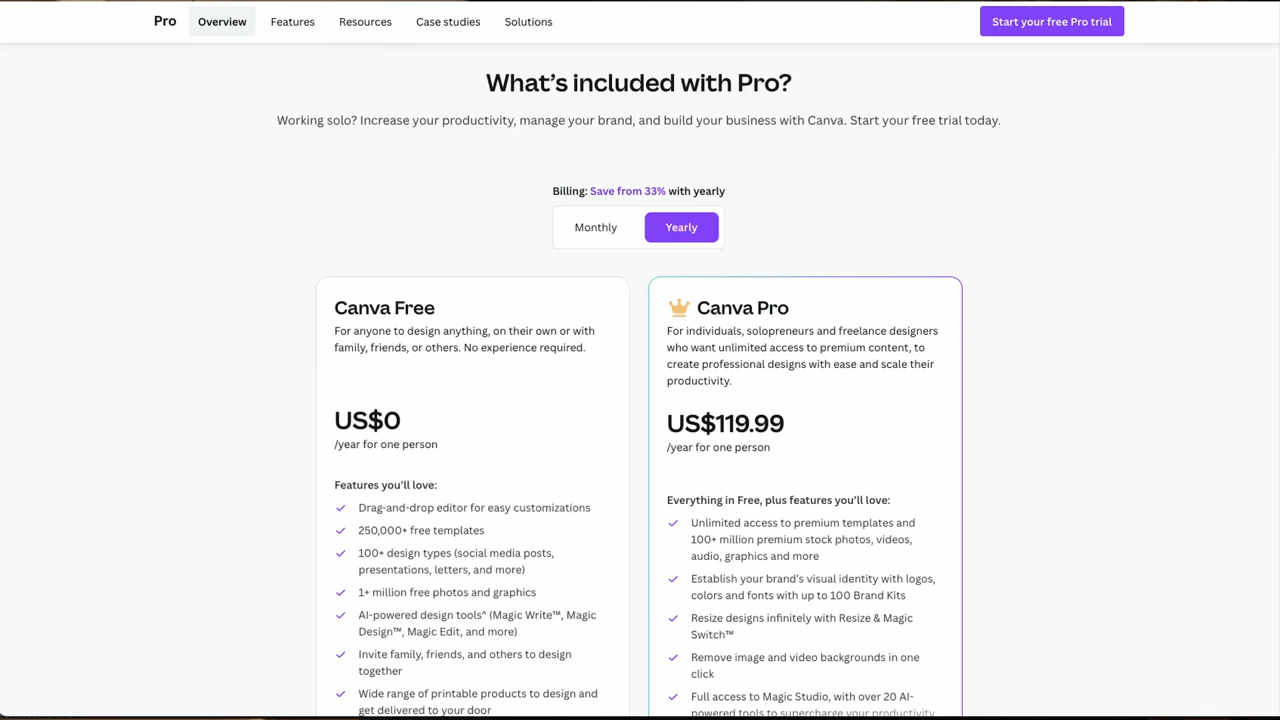 Pro
Overview
Features
Resources
Case studies
Solutions
Start your free Pro trial
What's included with Pro?
Working solo? Increase your productivity, manage your brand, and build your business with Canva. Start your free trial today.
Billing: Save from 33% with yearly
Monthly
Yearly
Canva Free
For anyone to design anything, on their own or with
family, friends, or others. No experience required.
US$0
/year for one person
Features you'll love:
Drag-and-drop editor for easy customizations
250,000+ free templates
100+ design types (social media posts,
presentations, letters, and more)
1+ million free photos and graphics
AI-powered design tools^ (Magic Write™, Magic
Design™, Magic Edit, and more)
Invite family, friends, and others to design
together
Wide range of printable products to design and
get delivered to your door
Canva Pro
For individuals, solopreneurs and freelance designers
who want unlimited access to premium content, to
create professional designs with ease and scale their
productivity.
US$119.99
/year for one person
Everything in Free, plus features you'll love:
Unlimited access to premium templates and
100+ million premium stock photos, videos,
audio, graphics and more
Establish your brand's visual identity with logos,
colors and fonts with up to 100 Brand Kits
Resize designs infinitely with Resize & Magic
Switch™
Remove image and video backgrounds in one
click
Full access to Magic Studio, with over 20 AI-
powered tools to supercharge your productivity